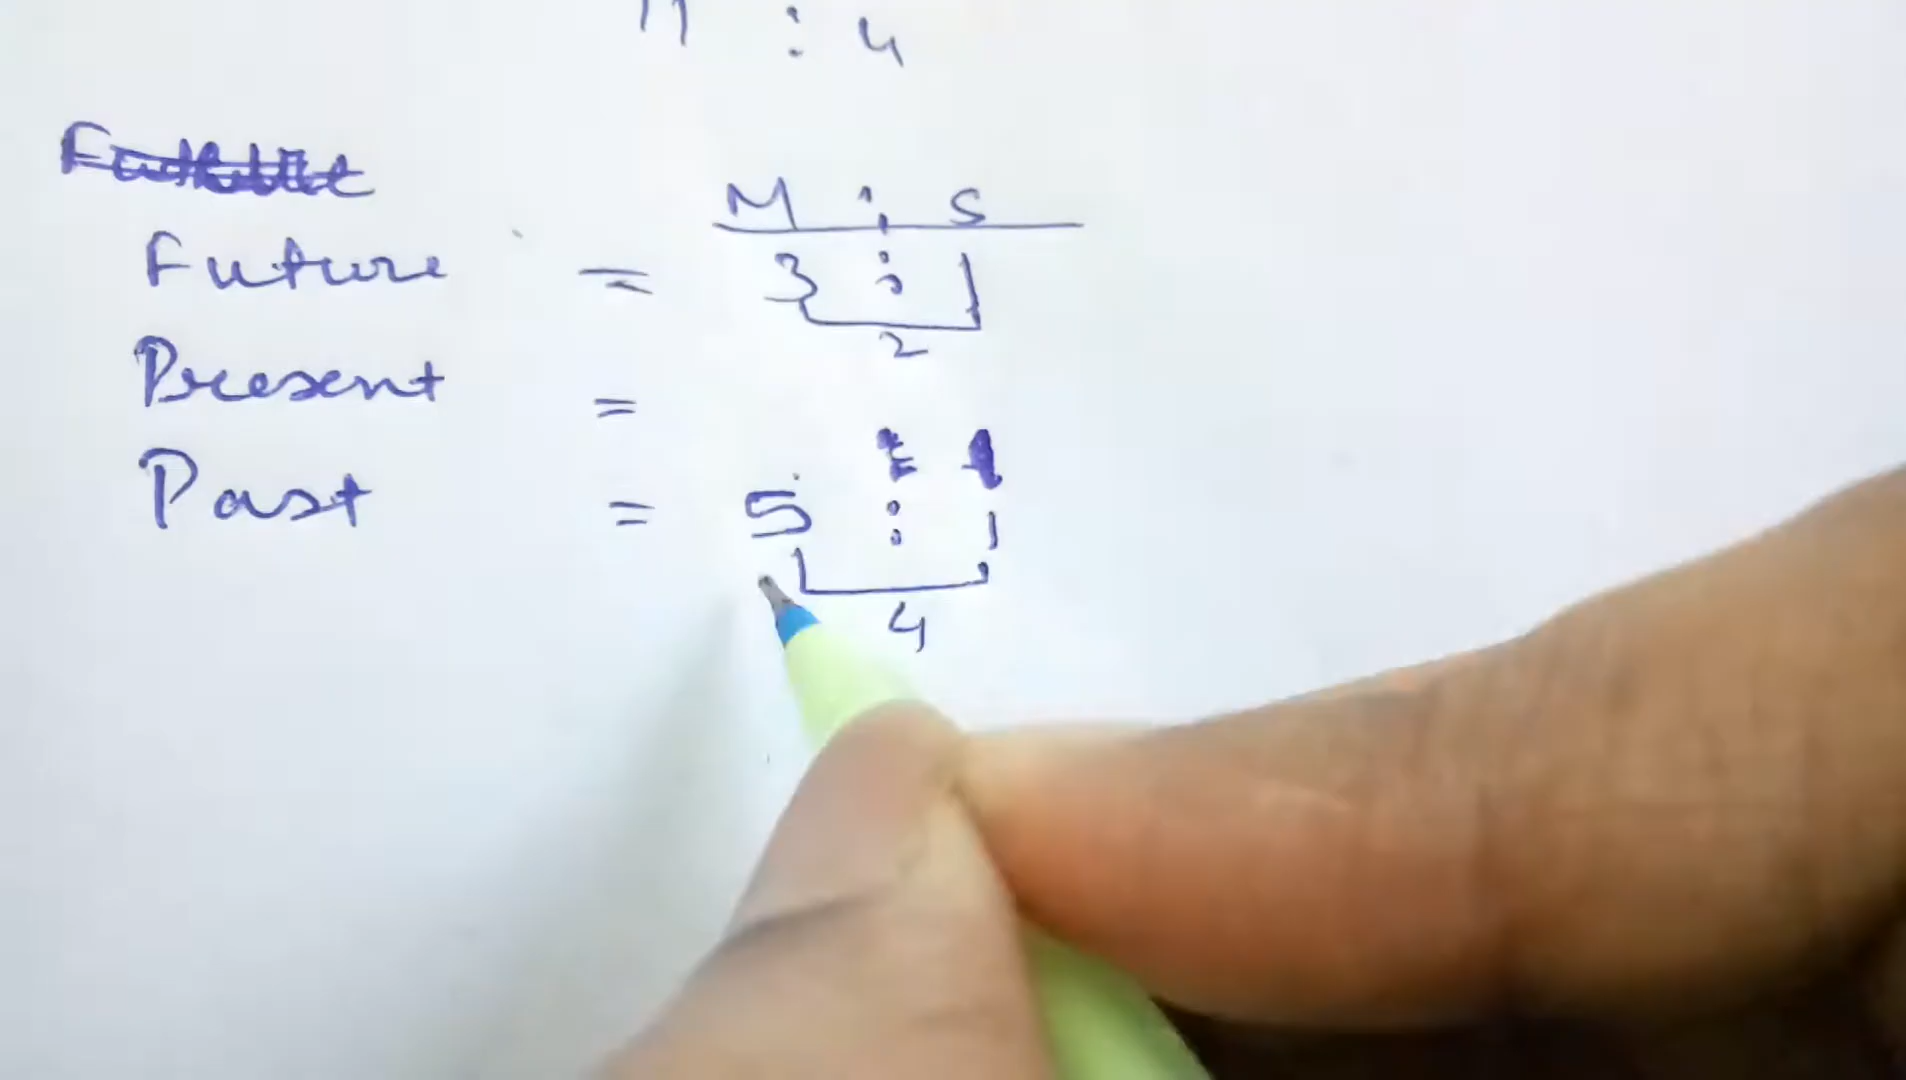 : 4
M : S
Future = 3 : 1
2
Present =
Past = 5 : 1
4